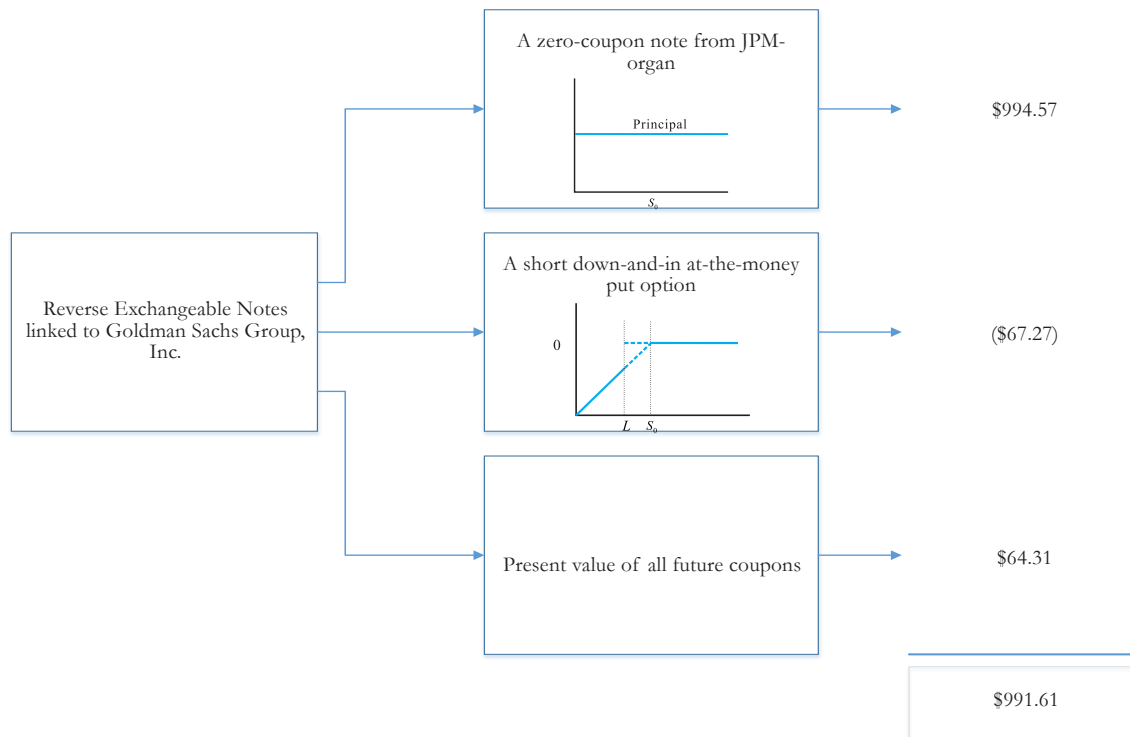 A zero-coupon note from JPM-
organ
Principal
S₀
$994.57
Reverse Exchangeable Notes
linked to Goldman Sachs Group,
Inc.
A short down-and-in at-the-money
put option
0
L S₀
($67.27)
Present value of all future coupons
$64.31
$991.61